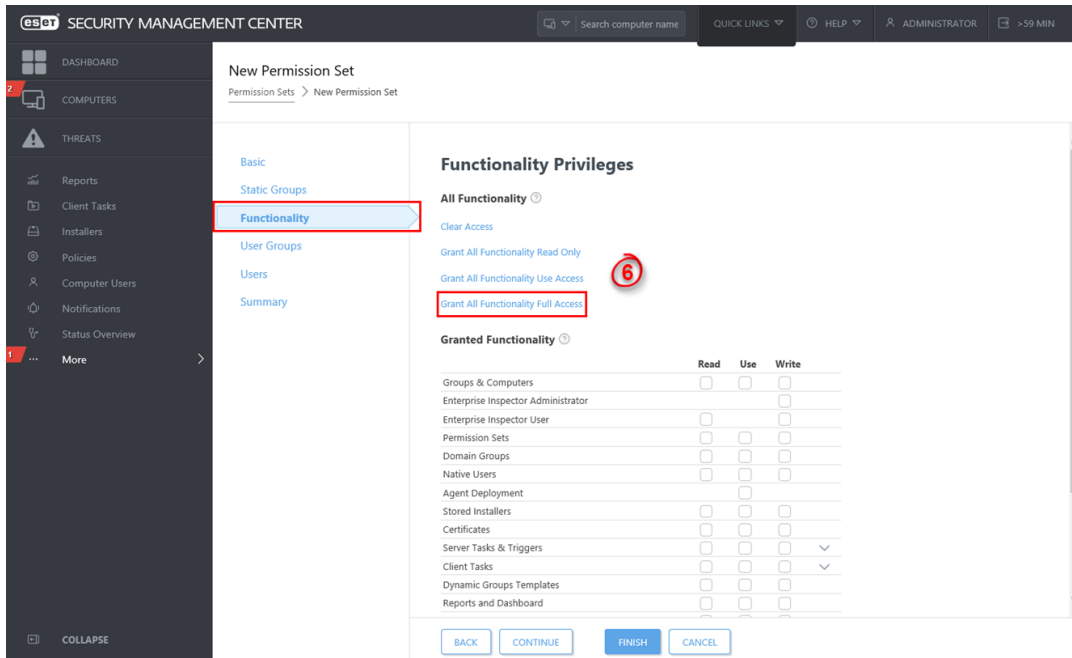 eset SECURITY MANAGEMENT CENTER
Search computer name
QUICK LINKS
HELP
ADMINISTRATOR
>59 MIN
DASHBOARD
2
COMPUTERS
THREATS
Reports
Client Tasks
Installers
Policies
Computer Users
Notifications
Status Overview
1
More
COLLAPSE
New Permission Set
Permission Sets > New Permission Set
Basic
Static Groups
Functionality
User Groups
Users
Summary
Functionality Privileges
All Functionality ?
Clear Access
Grant All Functionality Read Only
Grant All Functionality Use Access
6
Grant All Functionality Full Access
Granted Functionality ?
Read Use Write
Groups & Computers
Enterprise Inspector Administrator
Enterprise Inspector User
Permission Sets
Domain Groups
Native Users
Agent Deployment
Stored Installers
Certificates
Server Tasks & Triggers
Client Tasks
Dynamic Groups Templates
Reports and Dashboard
BACK CONTINUE FINISH CANCEL